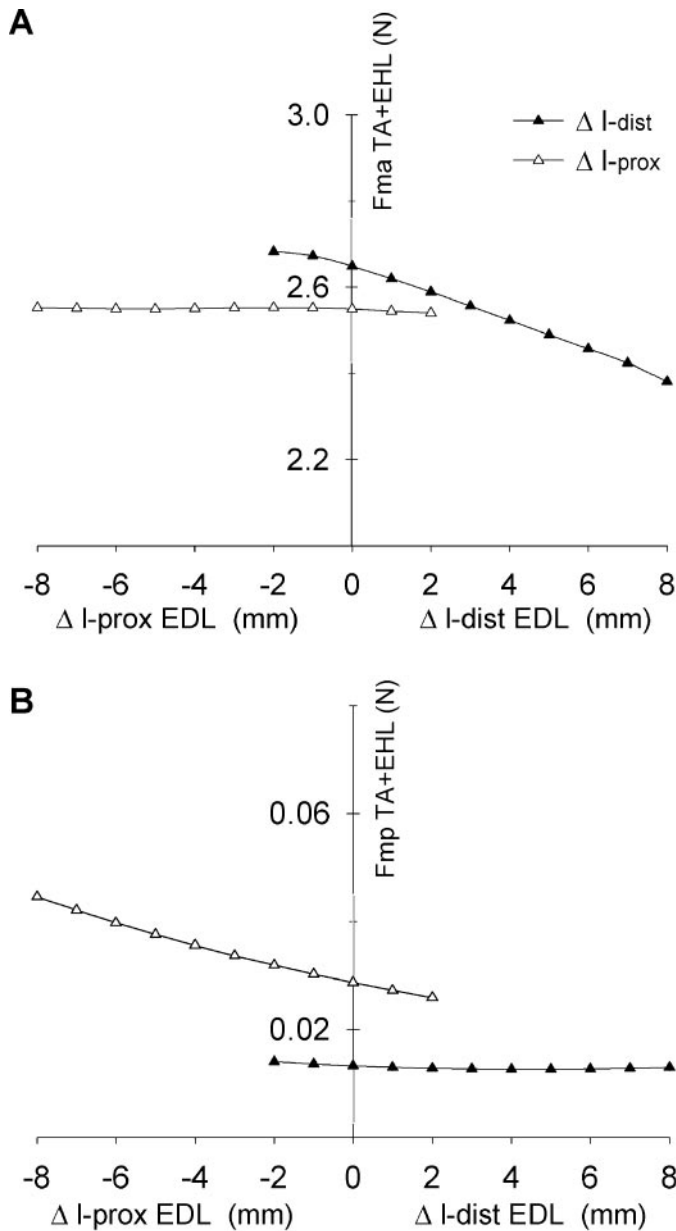 A
Fma TA+EHL (N)
3.0
Δ l-dist
Δ l-prox
2.6
2.2
-8 -6 -4 -2 0 2 4 6 8
Δ l-prox EDL (mm) Δ l-dist EDL (mm)
B
Fmp TA+EHL (N)
0.06
0.02
-8 -6 -4 -2 0 2 4 6 8
Δ l-prox EDL (mm) Δ l-dist EDL (mm)